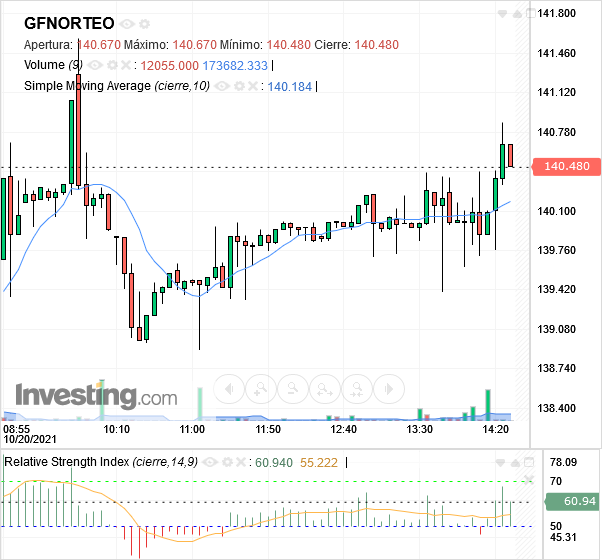 GFNORTEO
Apertura: 140.670 Máximo: 140.670 Mínimo: 140.480 Cierre: 140.480
Volume (9) : 12055.000 173682.333 |
Simple Moving Average (cierre,10) : 140.184 |
141.800
141.460
141.120
140.780
140.480
140.100
139.760
139.420
139.080
138.740
138.400
Investing.com
08:55 10:10 11:00 11:50 12:40 13:30 14:20
10/20/2021
Relative Strength Index (cierre,14,9) : 60.940 55.222 |
78.09
70
60.94
50
45.31
70
50